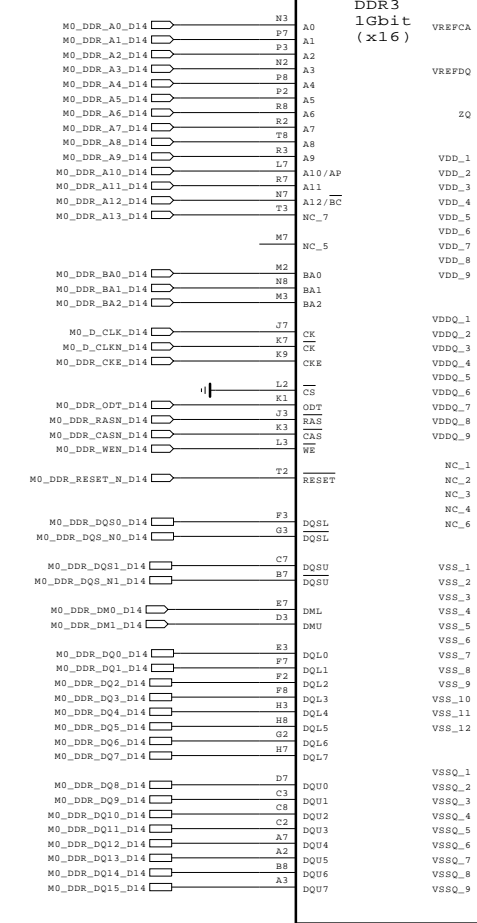 DDR3
1Gbit
(x16)
M0_DDR_A0_D14 N3 A0 VREFCA
M0_DDR_A1_D14 P7 A1
M0_DDR_A2_D14 P3 A2
M0_DDR_A3_D14 N2 A3 VREFDQ
M0_DDR_A4_D14 P8 A4
M0_DDR_A5_D14 P2 A5
M0_DDR_A6_D14 R8 A6 ZQ
M0_DDR_A7_D14 R2 A7
M0_DDR_A8_D14 T8 A8
M0_DDR_A9_D14 R3 A9 VDD_1
M0_DDR_A10_D14 L7 A10/AP VDD_2
M0_DDR_A11_D14 R7 A11 VDD_3
M0_DDR_A12_D14 N7 A12/BC VDD_4
M0_DDR_A13_D14 T3 NC_7 VDD_5
VDD_6
M7 NC_5 VDD_7
VDD_8
M0_DDR_BA0_D14 M2 BA0 VDD_9
M0_DDR_BA1_D14 N8 BA1
M0_DDR_BA2_D14 M3 BA2
VDDQ_1
M0_D_CLK_D14 J7 CK VDDQ_2
M0_D_CLKN_D14 K7 CK VDDQ_3
M0_DDR_CKE_D14 K9 CKE VDDQ_4
VDDQ_5
L2 CS VDDQ_6
M0_DDR_ODT_D14 K1 ODT VDDQ_7
M0_DDR_RASN_D14 J3 RAS VDDQ_8
M0_DDR_CASN_D14 K3 CAS VDDQ_9
M0_DDR_WEN_D14 L3 WE
NC_1
M0_DDR_RESET_N_D14 T2 RESET NC_2
NC_3
NC_4
M0_DDR_DQS0_D14 F3 DQSL NC_6
M0_DDR_DQS_N0_D14 G3 DQSL
M0_DDR_DQS1_D14 C7 DQSU VSS_1
M0_DDR_DQS_N1_D14 B7 DQSU VSS_2
VSS_3
M0_DDR_DM0_D14 E7 DML VSS_4
M0_DDR_DM1_D14 D3 DMU VSS_5
VSS_6
M0_DDR_DQ0_D14 E3 DQL0 VSS_7
M0_DDR_DQ1_D14 F7 DQL1 VSS_8
M0_DDR_DQ2_D14 F2 DQL2 VSS_9
M0_DDR_DQ3_D14 F8 DQL3 VSS_10
M0_DDR_DQ4_D14 H3 DQL4 VSS_11
M0_DDR_DQ5_D14 H8 DQL5 VSS_12
M0_DDR_DQ6_D14 G2 DQL6
M0_DDR_DQ7_D14 H7 DQL7
VSSQ_1
M0_DDR_DQ8_D14 D7 DQU0 VSSQ_2
M0_DDR_DQ9_D14 C3 DQU1 VSSQ_3
M0_DDR_DQ10_D14 C8 DQU2 VSSQ_4
M0_DDR_DQ11_D14 C2 DQU3 VSSQ_5
M0_DDR_DQ12_D14 A7 DQU4 VSSQ_6
M0_DDR_DQ13_D14 A2 DQU5 VSSQ_7
M0_DDR_DQ14_D14 B8 DQU6 VSSQ_8
M0_DDR_DQ15_D14 A3 DQU7 VSSQ_9